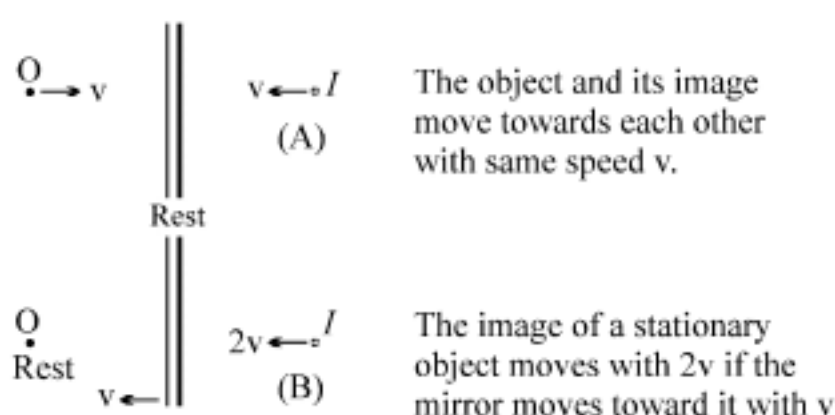 O
v
v
I
(A)
The object and its image
move towards each other
with same speed v.
Rest
O
Rest
v
2v
I
(B)
The image of a stationary
object moves with 2v if the
mirror moves toward it with v